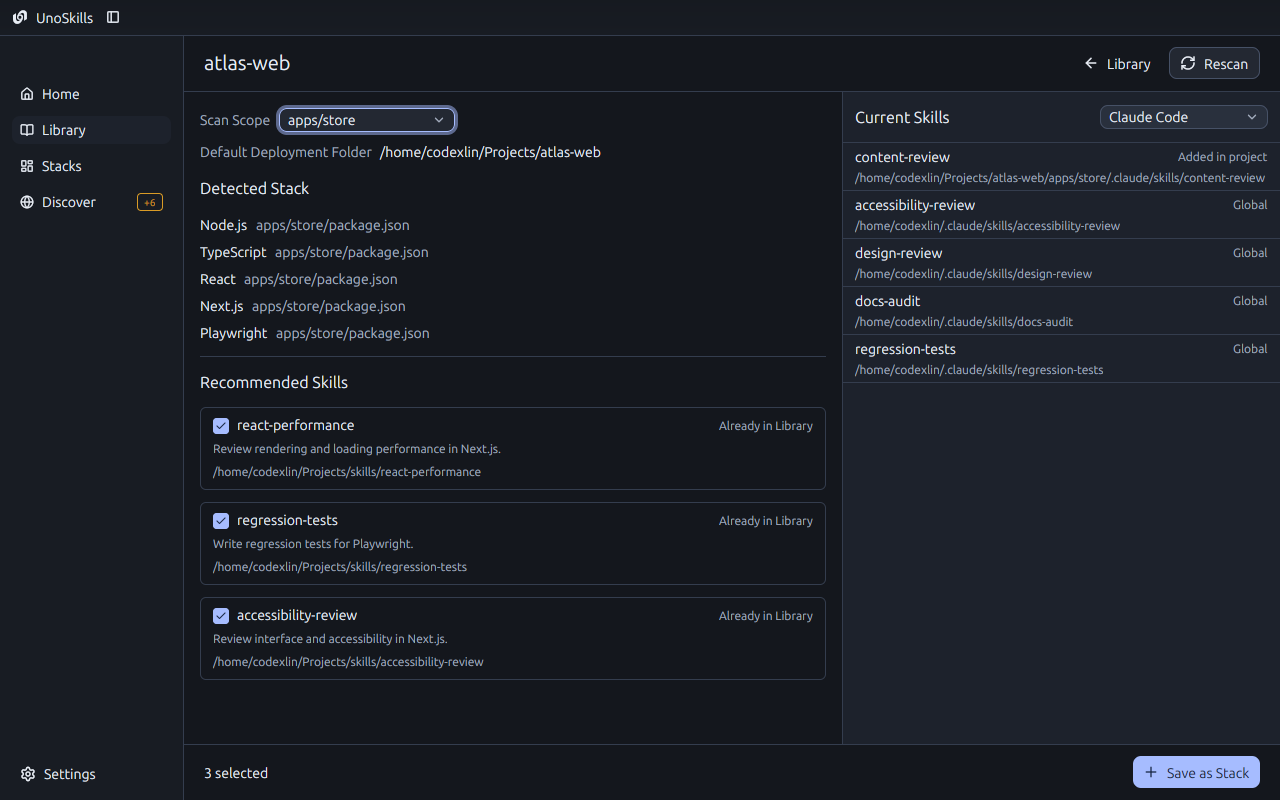 UnoSkills
Home
Library
Stacks
Discover +6
Settings
atlas-web
Library
Rescan
Scan Scope apps/store
Default Deployment Folder /home/codexlin/Projects/atlas-web
Detected Stack
Node.js apps/store/package.json
TypeScript apps/store/package.json
React apps/store/package.json
Next.js apps/store/package.json
Playwright apps/store/package.json
Recommended Skills
react-performance Already in Library
Review rendering and loading performance in Next.js.
/home/codexlin/Projects/skills/react-performance
regression-tests Already in Library
Write regression tests for Playwright.
/home/codexlin/Projects/skills/regression-tests
accessibility-review Already in Library
Review interface and accessibility in Next.js.
/home/codexlin/Projects/skills/accessibility-review
Current Skills Claude Code
content-review Added in project
/home/codexlin/Projects/atlas-web/apps/store/.claude/skills/content-review
accessibility-review Global
/home/codexlin/.claude/skills/accessibility-review
design-review Global
/home/codexlin/.claude/skills/design-review
docs-audit Global
/home/codexlin/.claude/skills/docs-audit
regression-tests Global
/home/codexlin/.claude/skills/regression-tests
3 selected
Save as Stack